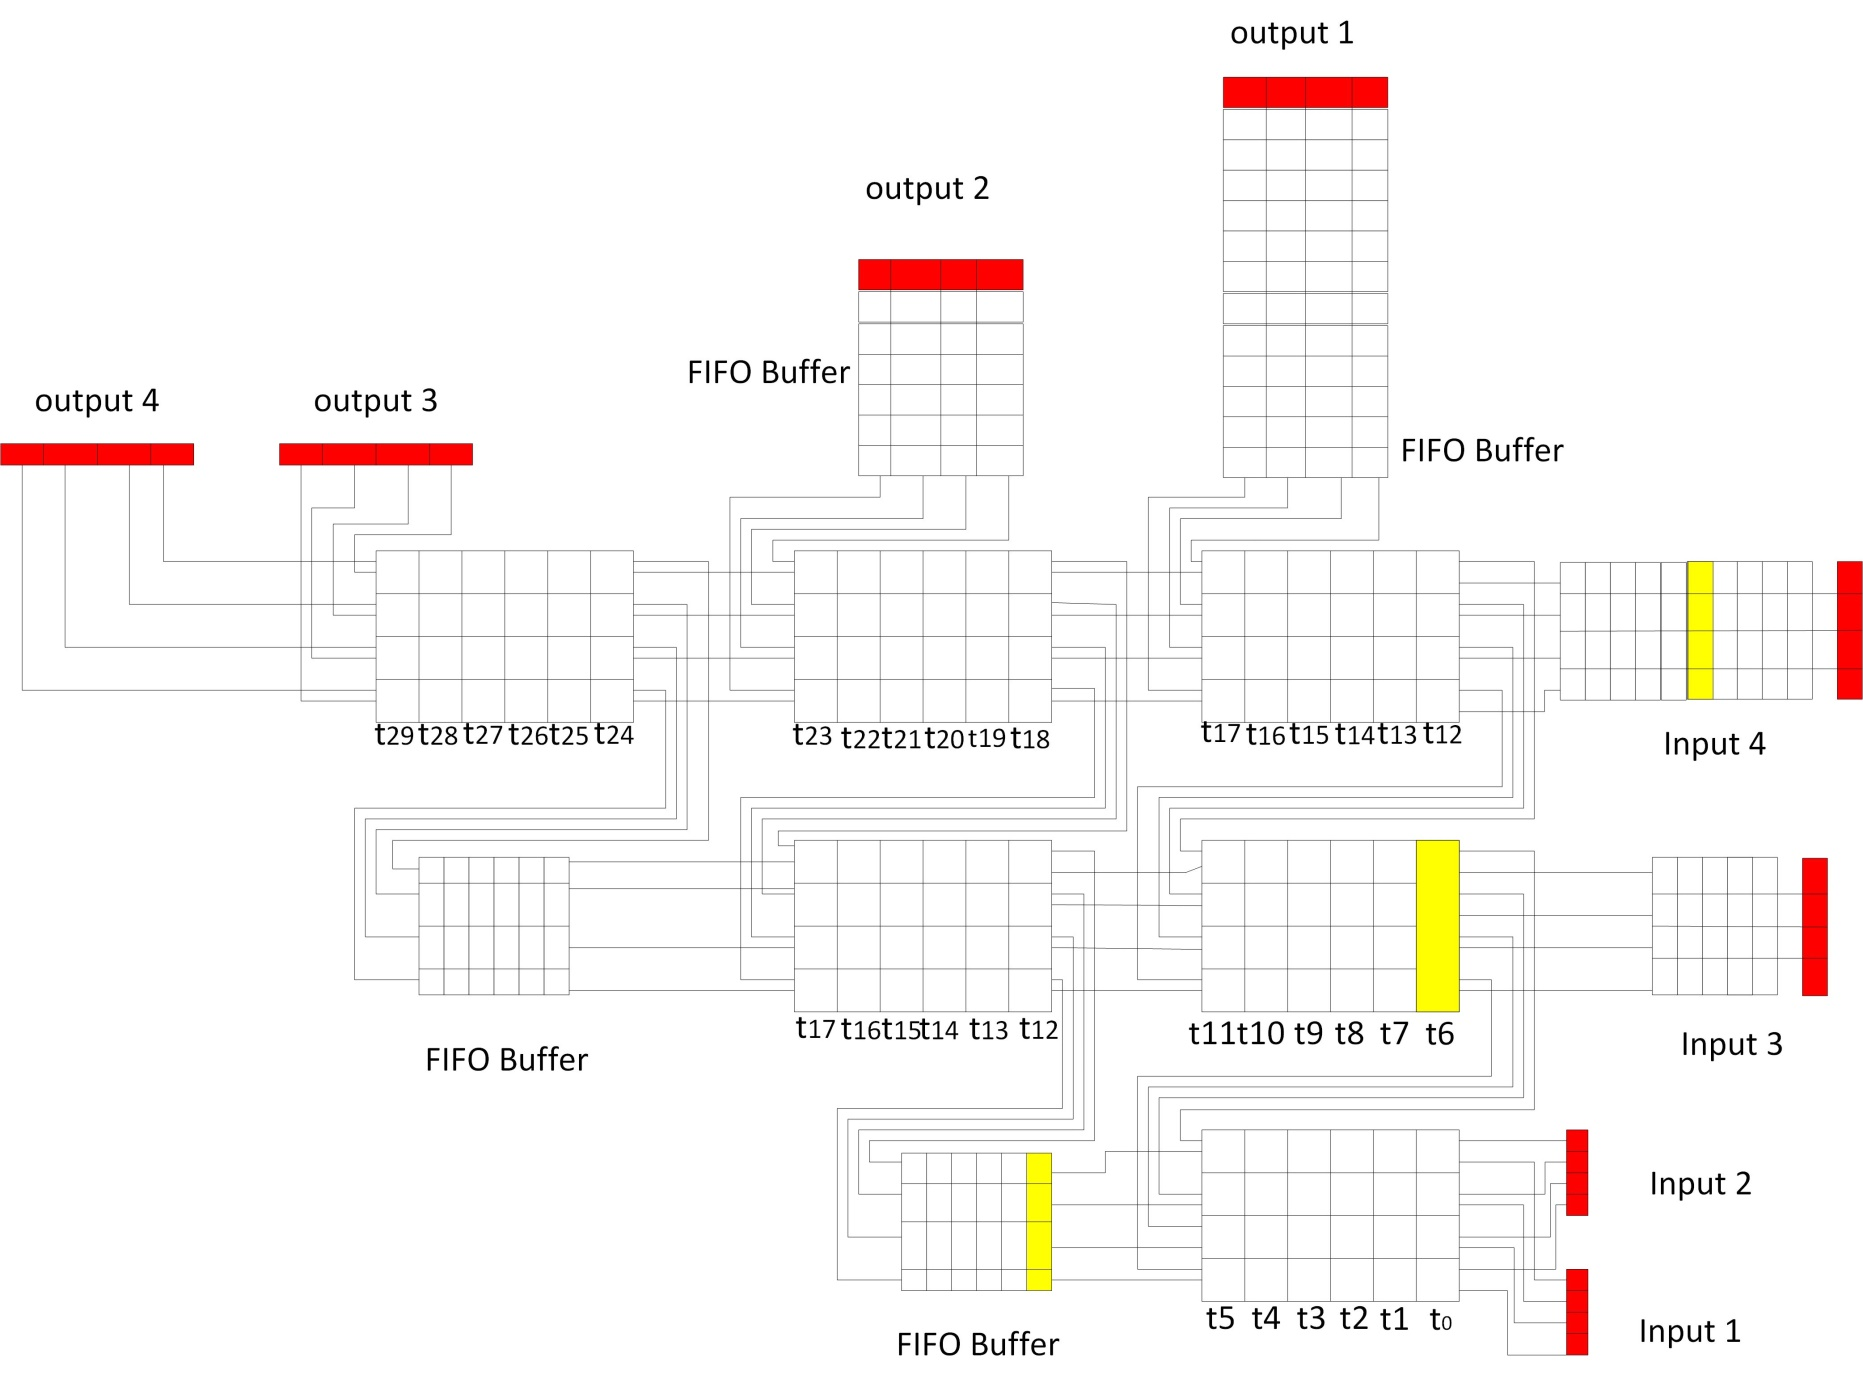 output 1
output 2
FIFO Buffer
output 4
output 3
FIFO Buffer
t29 t28 t27 t26 t25 t24
t23 t22 t21 t20 t19 t18
t17 t16 t15 t14 t13 t12
Input 4
t17 t16 t15 t14 t13 t12
t11 t10 t9 t8 t7 t6
Input 3
FIFO Buffer
Input 2
t5 t4 t3 t2 t1 t0
Input 1
FIFO Buffer